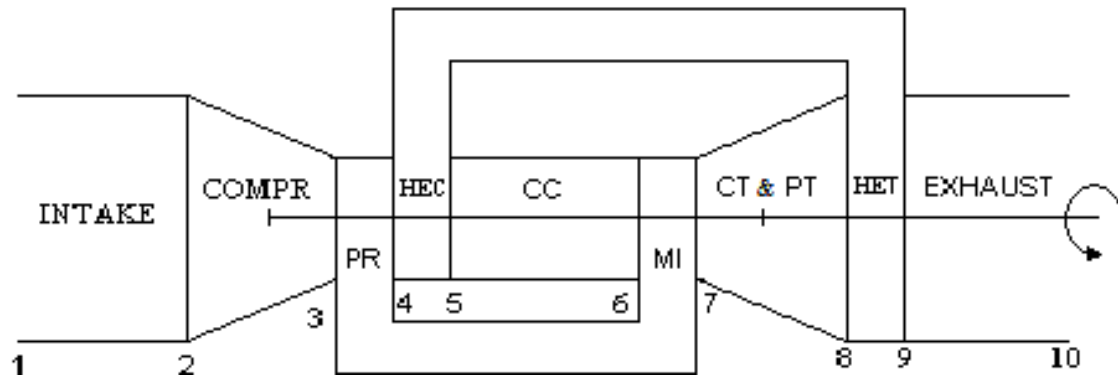 INTAKE
COMPR
PR
HEC
CC
MI
CT & PT
HET
EXHAUST
1
2
3
4
5
6
7
8
9
10